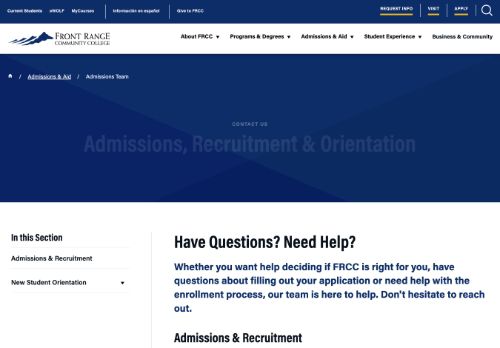 Current Students eWOLF MyCourses Información en español Give to FRCC REQUEST INFO VISIT APPLY
FRONT RANGE
COMMUNITY COLLEGE
About FRCC Programs & Degrees Admissions & Aid Student Experience Business & Community
/ Admissions & Aid / Admissions Team
CONTACT US
Admissions, Recruitment & Orientation
In this Section
Admissions & Recruitment
New Student Orientation
Have Questions? Need Help?
Whether you want help deciding if FRCC is right for you, have
questions about filling out your application or need help with the
enrollment process, our team is here to help. Don't hesitate to reach
out.
Admissions & Recruitment